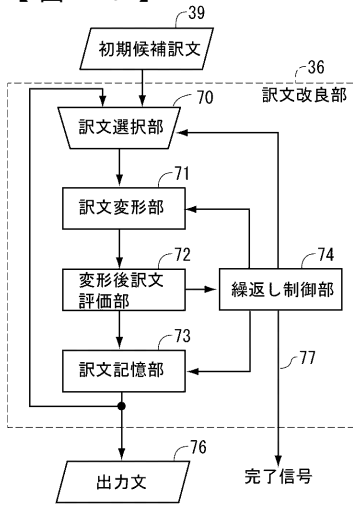 39
初期候補訳文
36
訳文改良部
70
訳文選択部
71
訳文変形部
72
変形後訳文
評価部
74
繰返し制御部
73
訳文記憶部
77
76
出力文
完了信号